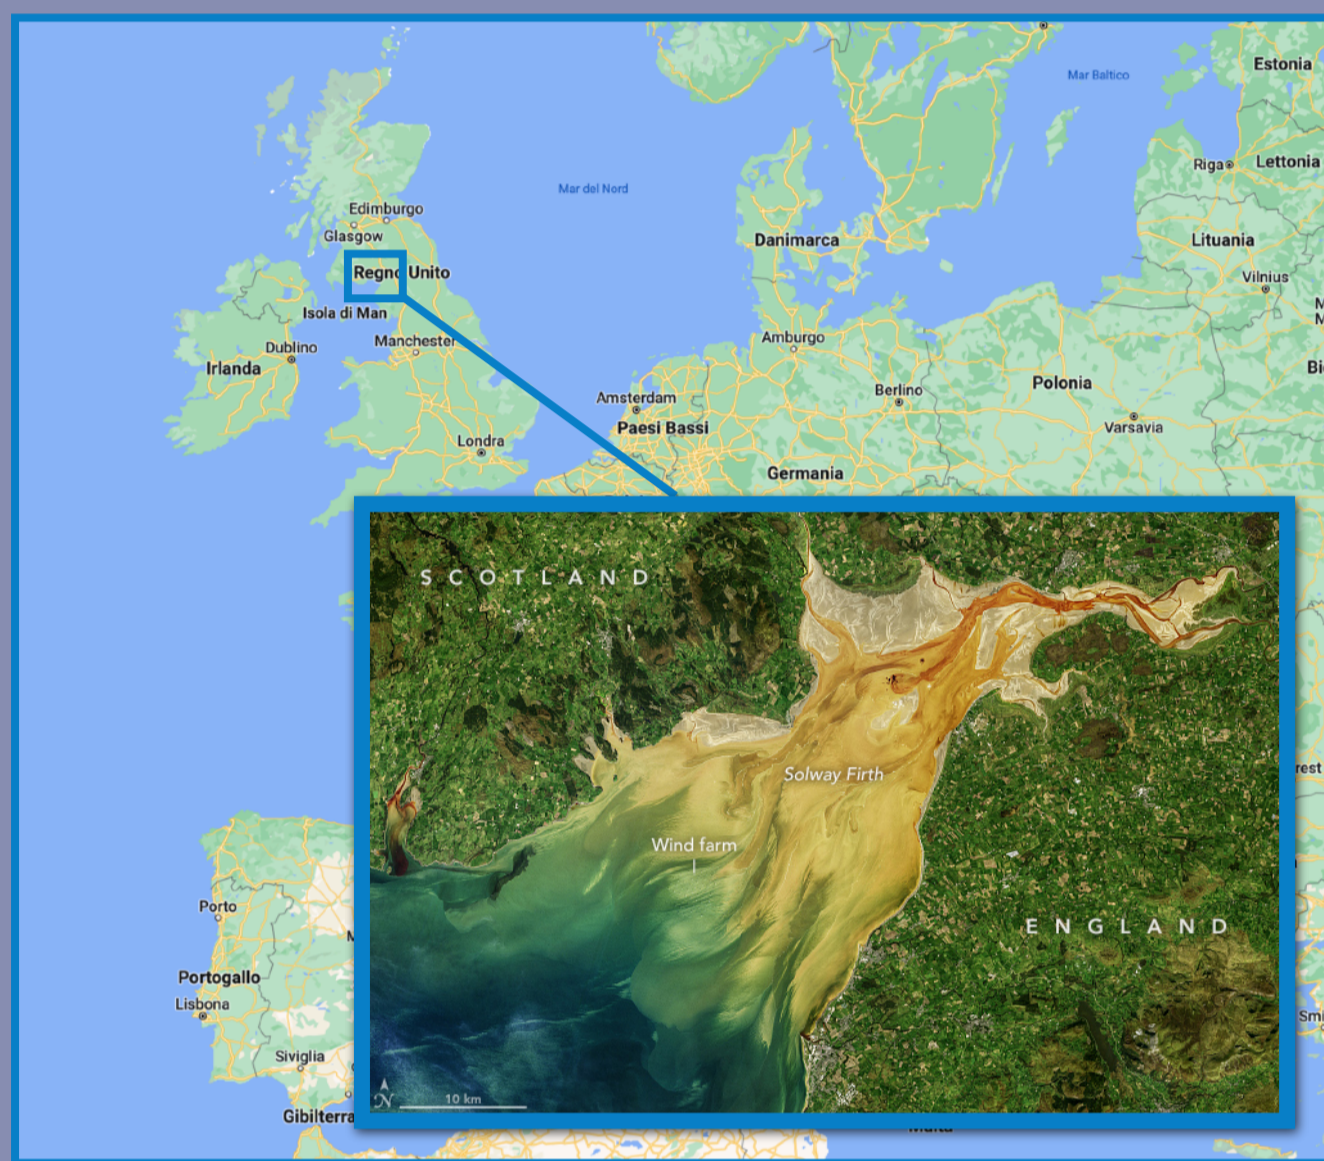 Estonia
Mar Baltico
Riga
Lettonia
Mar del Nord
Edimburgo
Glasgow
Danimarca
Lituania
Regno Unito
Vilnius
Isola di Man
Dublino
Manchester
Amburgo
Irlanda
Polonia
Berlino
Amsterdam
Paesi Bassi
Varsavia
Londra
Germania
SCOTLAND
Solway Firth
Wind farm
Porto
ENGLAND
Portogallo
Lisbona
Siviglia
N
10 km
Gibilterra